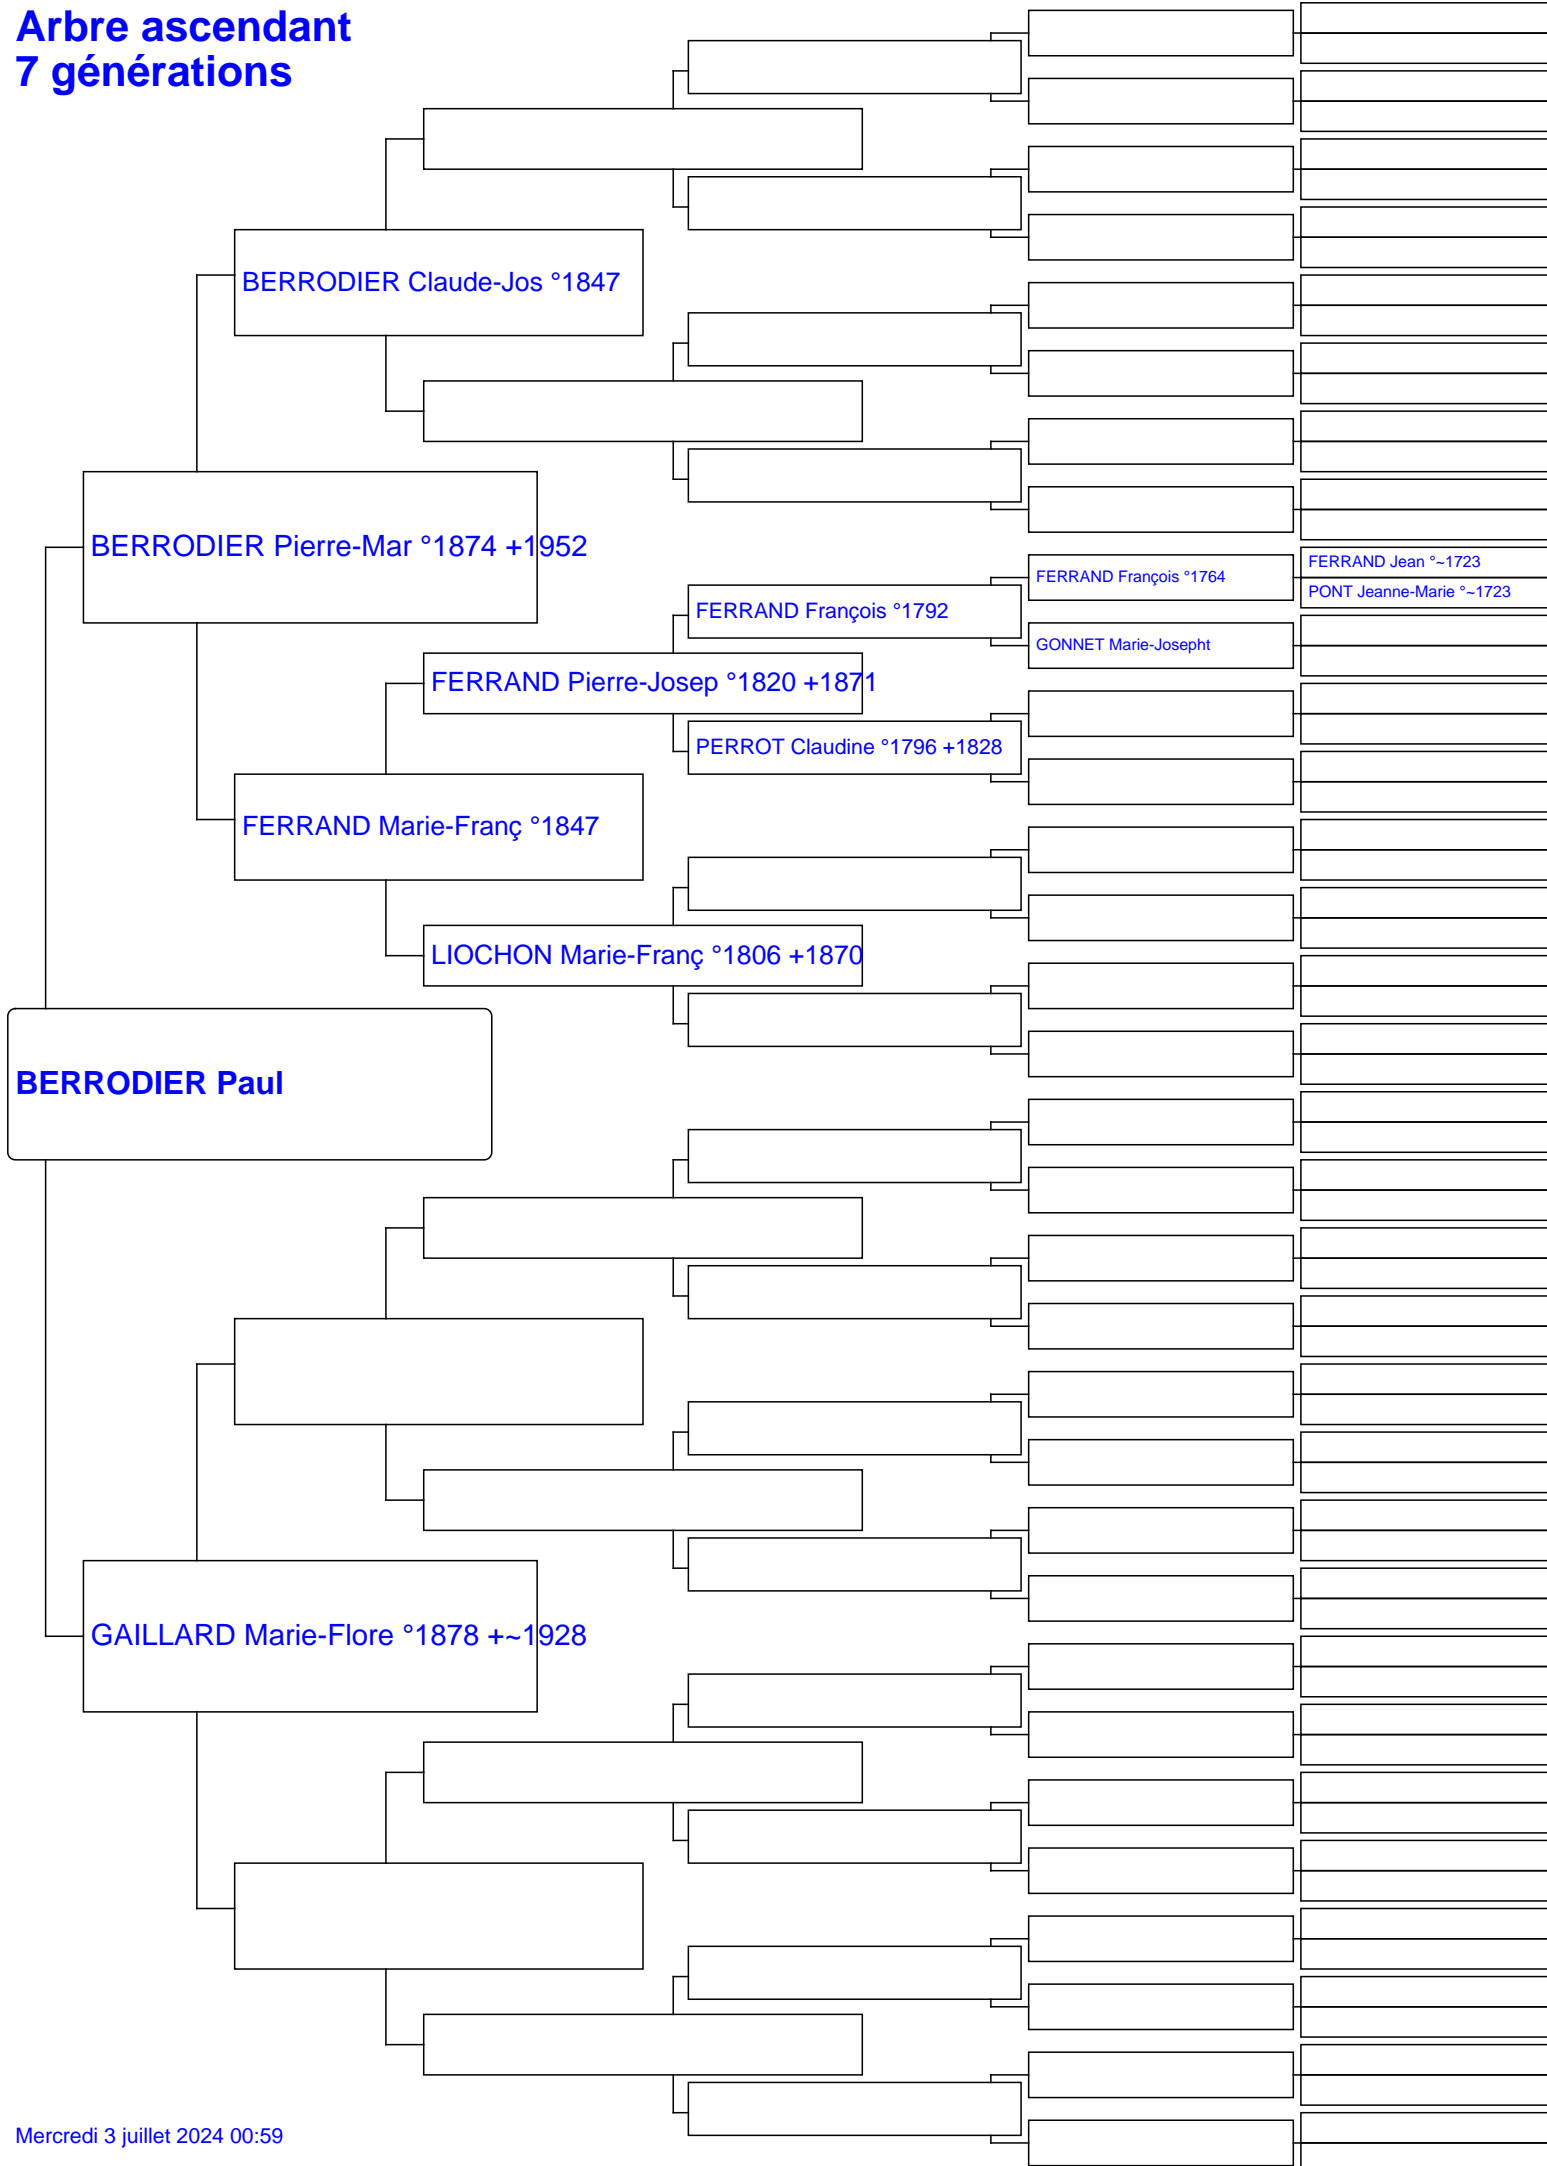 Arbre ascendant
7 générations
BERRODIER Claude-Jos °1847
BERRODIER Pierre-Mar °1874 +1952
FERRAND Jean °~1723
FERRAND François °1764
PONT Jeanne-Marie °~1723
FERRAND François °1792
GONNET Marie-Josepht
FERRAND Pierre-Josep °1820 +1871
PERROT Claudine °1796 +1828
FERRAND Marie-Franç °1847
LIOCHON Marie-Franç °1806 +1870
BERRODIER Paul
GAILLARD Marie-Flore °1878 +~1928
Mercredi 3 juillet 2024 00:59